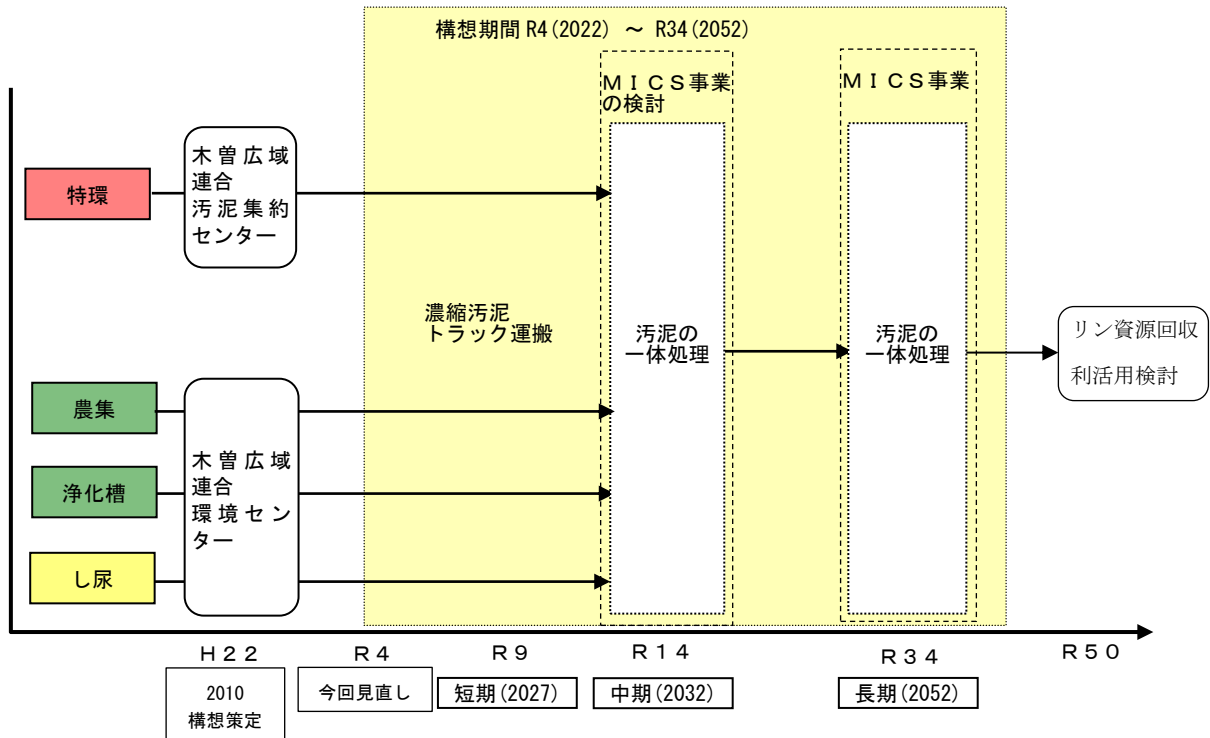 構想期間 R4(2022) ～ R34(2052)
ＭＩＣＳ事業
の検討
ＭＩＣＳ事業
特環
木曽広域
連合
汚泥集約
センター
濃縮汚泥
トラック運搬
汚泥の
一体処理
汚泥の
一体処理
リン資源回収
利活用検討
農集
浄化槽
し尿
木曽広域
連合
環境セン
ター
Ｈ２２
Ｒ４
Ｒ９
Ｒ１４
Ｒ３４
Ｒ５０
2010
構想策定
今回見直し
短期(2027)
中期(2032)
長期(2052)